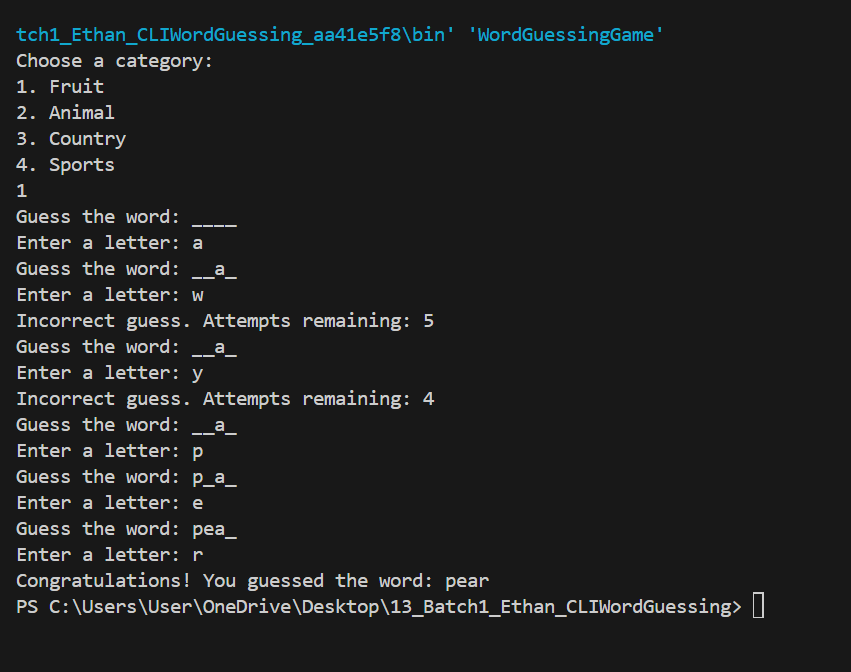 tch1_Ethan_CLIWordGuessing_aa41e5f8\bin' 'WordGuessingGame'
Choose a category:
1. Fruit
2. Animal
3. Country
4. Sports
1
Guess the word: ____
Enter a letter: a
Guess the word: __a_
Enter a letter: w
Incorrect guess. Attempts remaining: 5
Guess the word: __a_
Enter a letter: y
Incorrect guess. Attempts remaining: 4
Guess the word: __a_
Enter a letter: p
Guess the word: p_a_
Enter a letter: e
Guess the word: pea_
Enter a letter: r
Congratulations! You guessed the word: pear
PS C:\Users\User\OneDrive\Desktop\13_Batch1_Ethan_CLIWordGuessing>